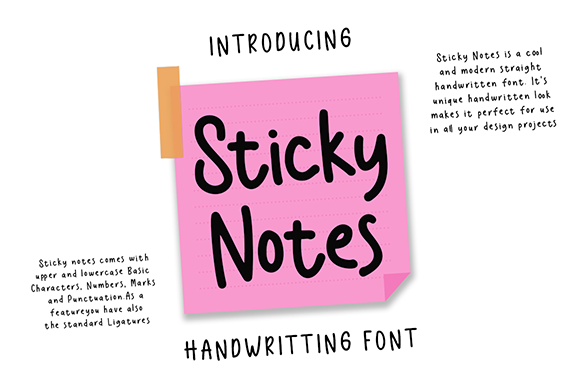 INTRODUCING
Sticky Notes is a cool
and modern straight
handwritten font. It's
unique handwritten look
makes it perfect for use
in all your design projects
Sticky
Notes
Sticky notes comes with
upper and lowercase Basic
Characters, Numbers, Marks
and Punctuation.As a
featureyou have also
the standard Ligatures
HANDWRITTING FONT